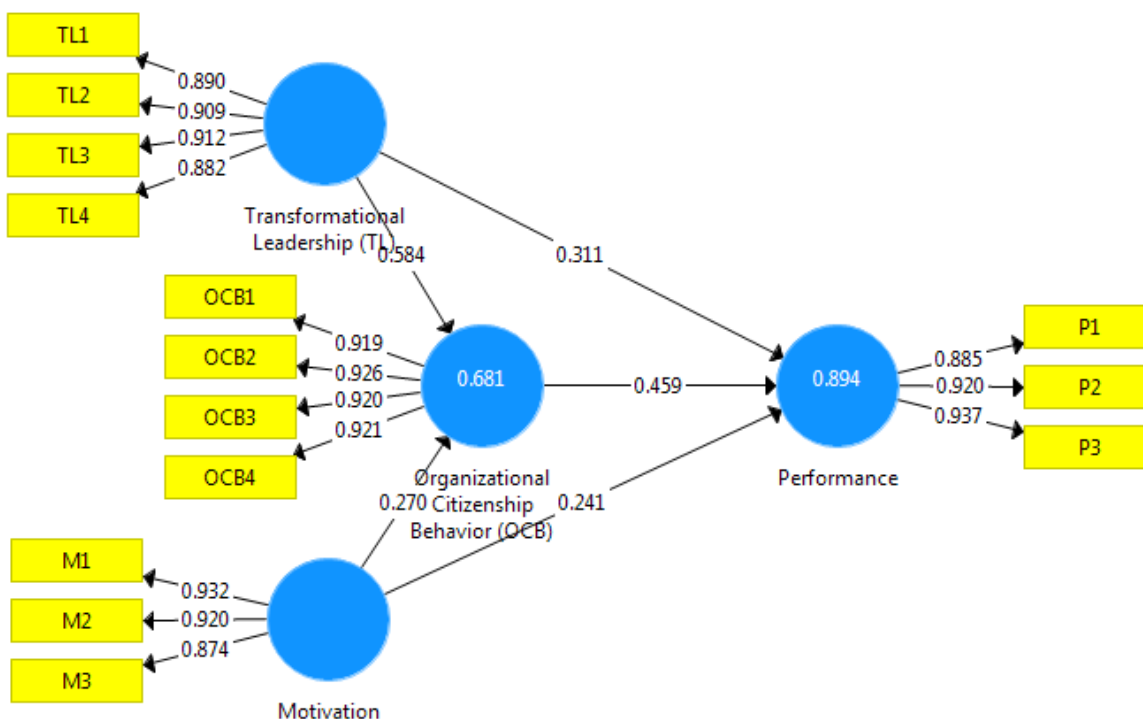 TL1
TL2
TL3
TL4
0.890
0.909
0.912
0.882
Transformational
Leadership (TL)
0.584
0.311
OCB1
OCB2
OCB3
OCB4
0.919
0.926
0.920
0.921
0.681
Organizational
Citizenship
Behavior (OCB)
0.459
0.894
Performance
0.885
0.920
0.937
P1
P2
P3
0.270
0.241
M1
M2
M3
0.932
0.920
0.874
Motivation